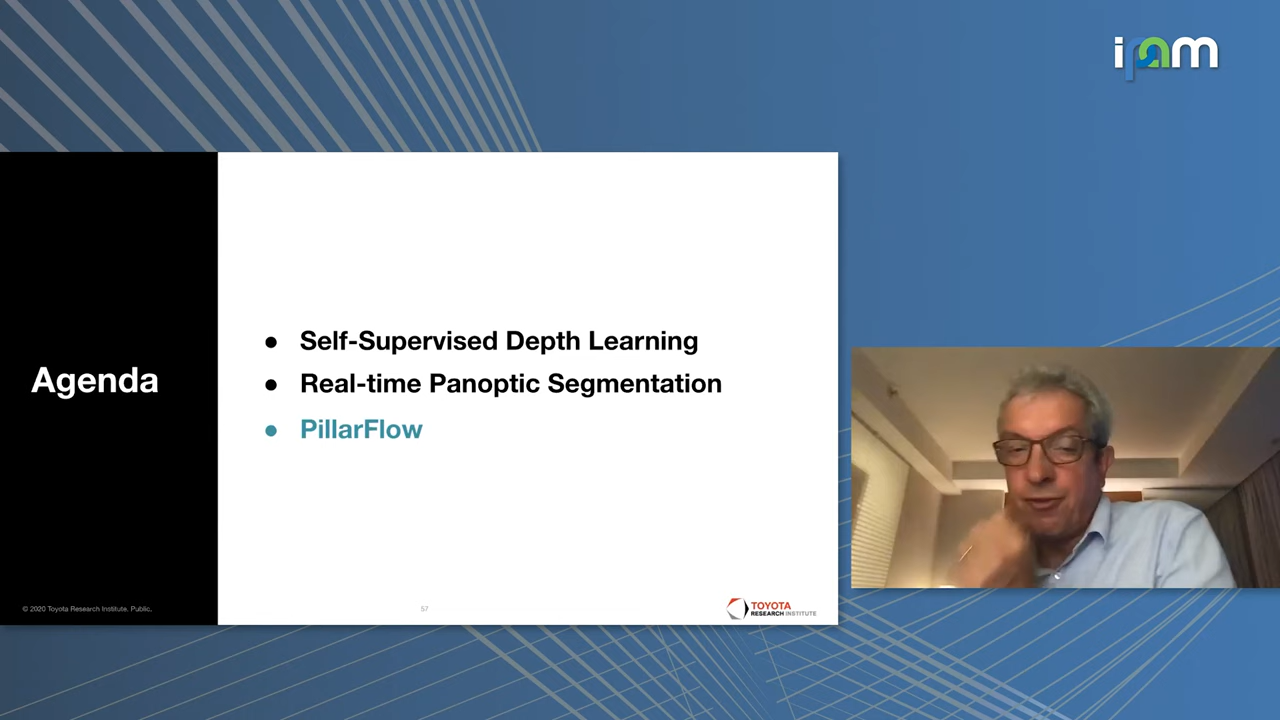 ipam
Agenda
● Self-Supervised Depth Learning
● Real-time Panoptic Segmentation
● PillarFlow
© 2020 Toyota Research Institute. Public.
57
TOYOTA
RESEARCH INSTITUTE